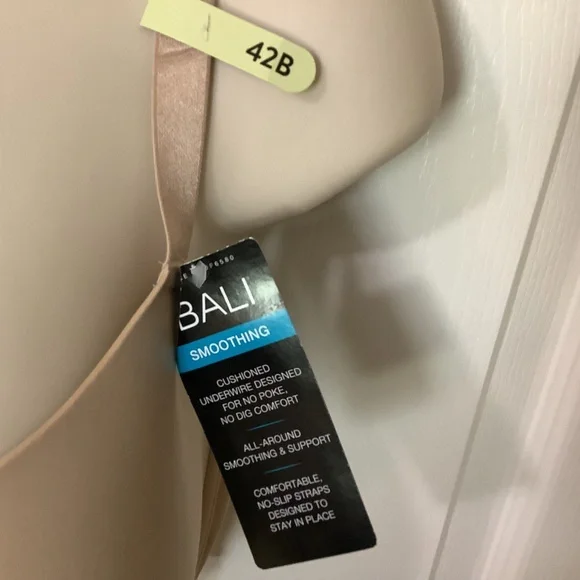 42B
F6580
BALI
SMOOTHING
CUSHIONED
UNDERWIRE DESIGNED
FOR NO POKE,
NO DIG COMFORT
ALL-AROUND
SMOOTHING & SUPPORT
COMFORTABLE,
NO-SLIP STRAPS
DESIGNED TO
STAY IN PLACE